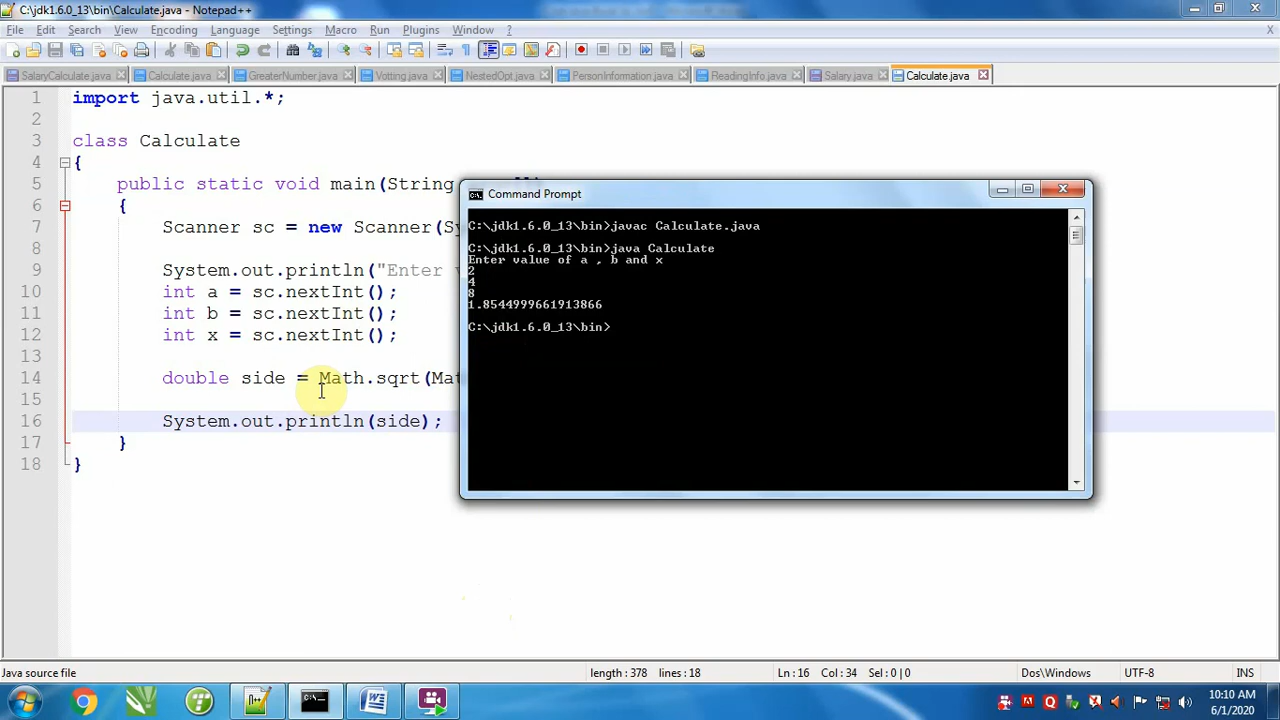 C:\jdk1.6.0_13\bin\Calculate.java - Notepad++
File Edit Search View Encoding Language Settings Macro Run Plugins Window ?
X
SalaryCalculate.java Calculate.java GreaterNumber.java Votting.java NestedOpt.java PersonInformation.java ReadingInfo.java Salary.java Calculate.java
1 import java.util.*;
2
3 class Calculate
4 {
5 public static void main(String
6 {
7 Scanner sc = new Scanner(Sy
8
9 System.out.println("Enter v
10 int a = sc.nextInt();
11 int b = sc.nextInt();
12 int x = sc.nextInt();
13
14 double side = Math.sqrt(Mat
15
16 System.out.println(side);
17 }
18 }
Command Prompt
C:\jdk1.6.0_13\bin>javac Calculate.java
C:\jdk1.6.0_13\bin>java Calculate
Enter value of a , b and x
2
4
8
1.8544999661913866
C:\jdk1.6.0_13\bin>
Java source file length : 378 lines : 18 Ln : 16 Col : 34 Sel : 0 | 0 Dos\Windows UTF-8 INS
10:10 AM
6/1/2020